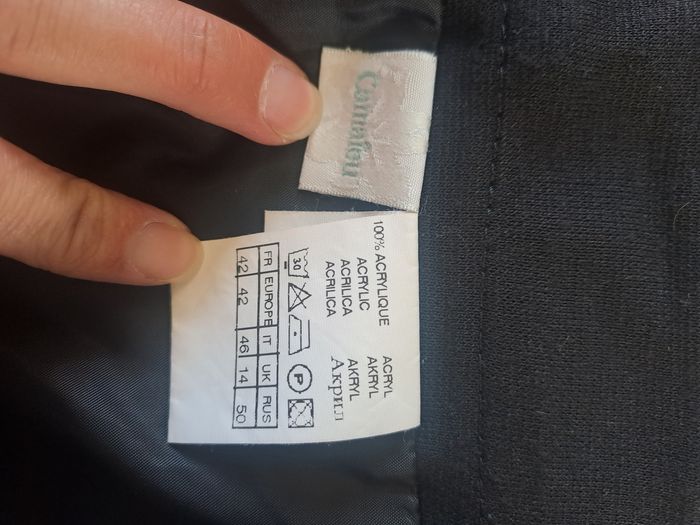 Camaïeu
100% ACRYLIQUE ACRYL
ACRYLIC AKRYL
ACRILICA AKRYL
ACRILICA Акрил
30 P
FR EUROPE IT UK RUS
42 42 46 14 50